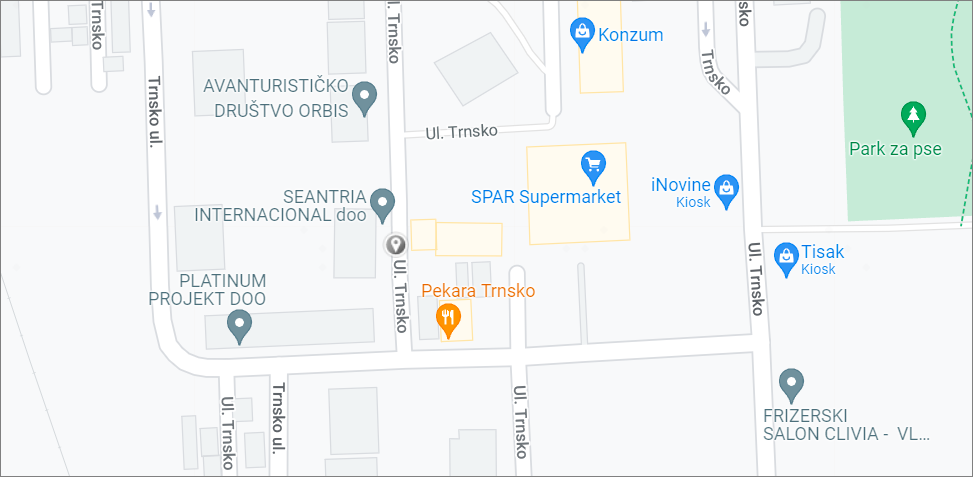 Trnsko
Trnsko ul.
Trnsko
Konzum
Trnsko
Trnsko
AVANTURISTIČKO
DRUŠTVO ORBIS
Ul. Trnsko
Park za pse
SPAR Supermarket
iNovine
Kiosk
SEANTRIA
INTERNACIONAL doo
Ul. Trnsko
Ul. Trnsko
Tisak
Kiosk
PLATINUM
PROJEKT DOO
Pekara Trnsko
Ul. Trnsko
Trnsko ul.
Ul. Trnsko
FRIZERSKI
SALON CLIVIA - VL...